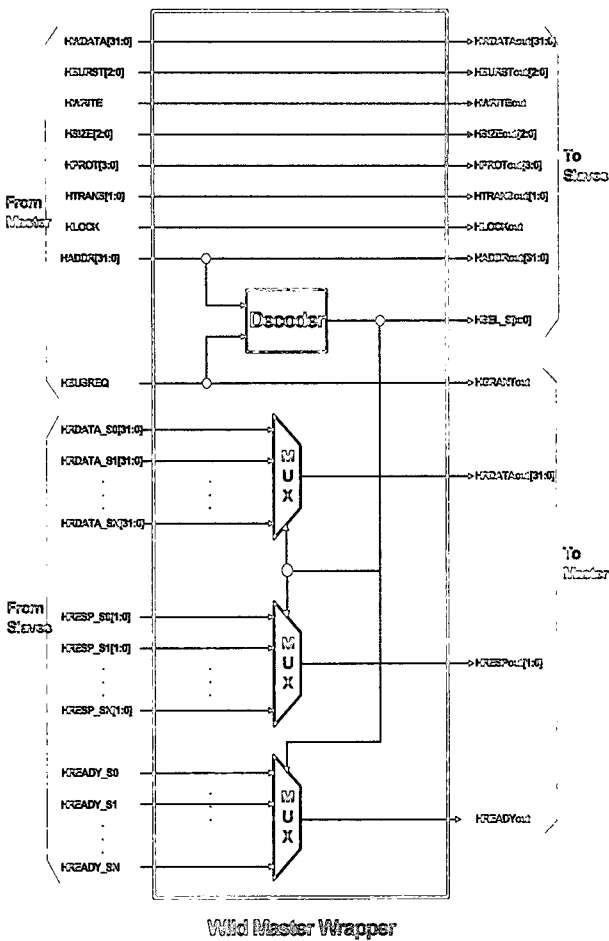 HWDATA[31:0]
HWDATAout[31:0]
HBURST[2:0]
HBURSTout[2:0]
HWRITE
HWRITEout
HSIZE[2:0]
HSIZEout[2:0]
HPROT[3:0]
HPROTout[3:0]
To
Slaves
HTRANS[1:0]
HTRANSout[1:0]
From
Master
HLOCK
HLOCKout
HADDR[31:0]
HADDRout[31:0]
Decoder
HBUSREQ
HGRANTout
HRDATA_S0[31:0]
HRDATA_S1[31:0]
MUX
HRDATAout[31:0]
HRDATA_SN[31:0]
To
Master
From
Slaves
HRESP_S0[1:0]
HRESP_S1[1:0]
MUX
HRESPout[1:0]
HRESP_SN[1:0]
HREADY_S0
HREADY_S1
MUX
HREADYout
HREADY_SN
Wild Master Wrapper